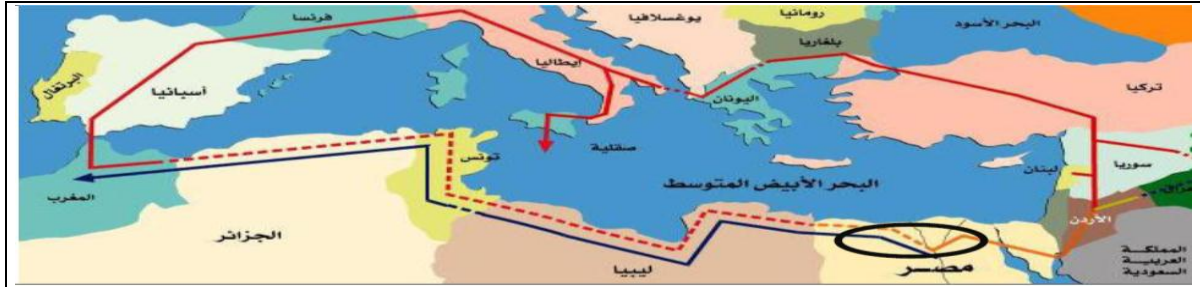 فرنسا
يوغسلافيا
رومانيا
البحر الأسود
بلغاريا
إيطاليا
البرتغال
أسبانيا
اليونان
تركيا
تونس
صقلية
سوريا
لبنان
المغرب
البحر الأبيض المتوسط
الأردن
الجزائر
ليبيا
مصر
المملكة
العربية
السعودية